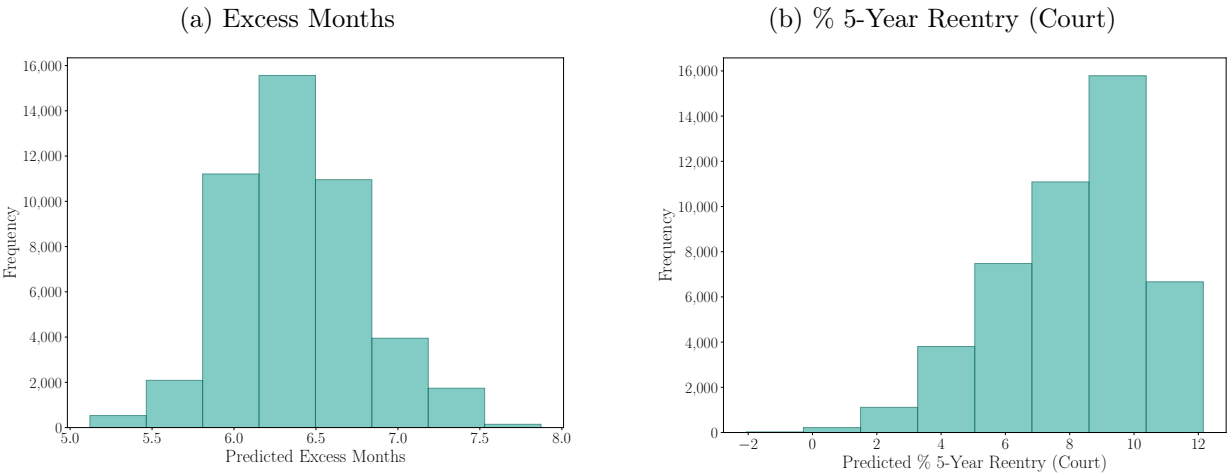 (a) Excess Months
16,000
14,000
12,000
10,000
8,000
6,000
4,000
2,000
0
Frequency
5.0 5.5 6.0 6.5 7.0 7.5 8.0
Predicted Excess Months
(b) % 5-Year Reentry (Court)
16,000
14,000
12,000
10,000
8,000
6,000
4,000
2,000
0
Frequency
−2 0 2 4 6 8 10 12
Predicted % 5-Year Reentry (Court)